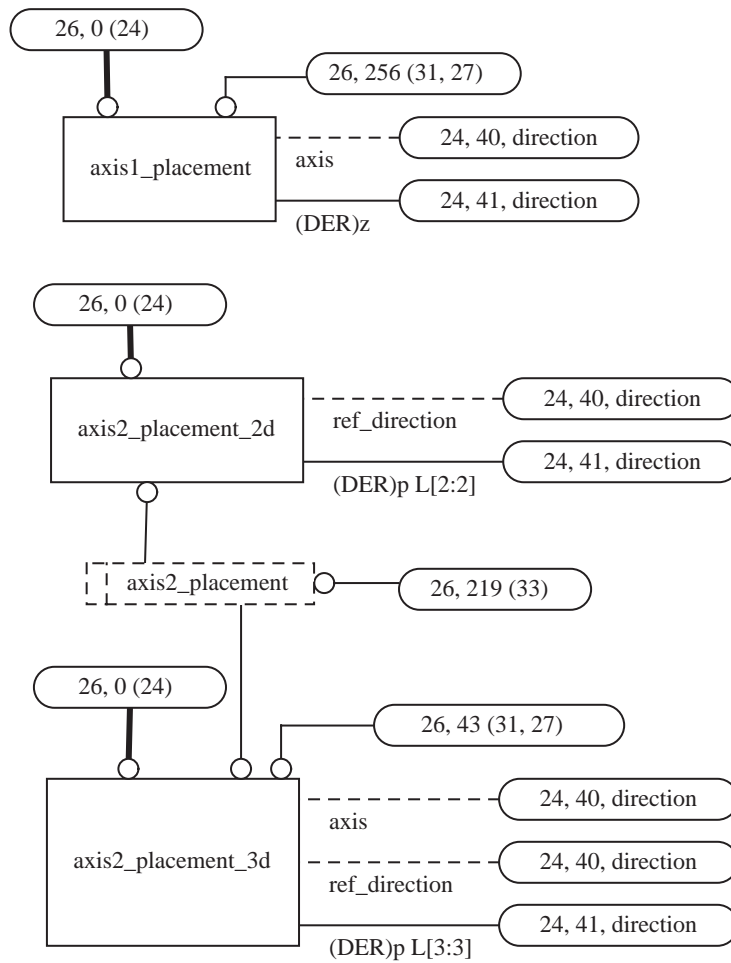 26, 0 (24)
26, 256 (31, 27)
axis1_placement
24, 40, direction
axis
24, 41, direction
(DER)z
26, 0 (24)
axis2_placement_2d
24, 40, direction
ref_direction
24, 41, direction
(DER)p L[2:2]
axis2_placement
26, 219 (33)
26, 0 (24)
26, 43 (31, 27)
axis2_placement_3d
24, 40, direction
axis
24, 40, direction
ref_direction
24, 41, direction
(DER)p L[3:3]